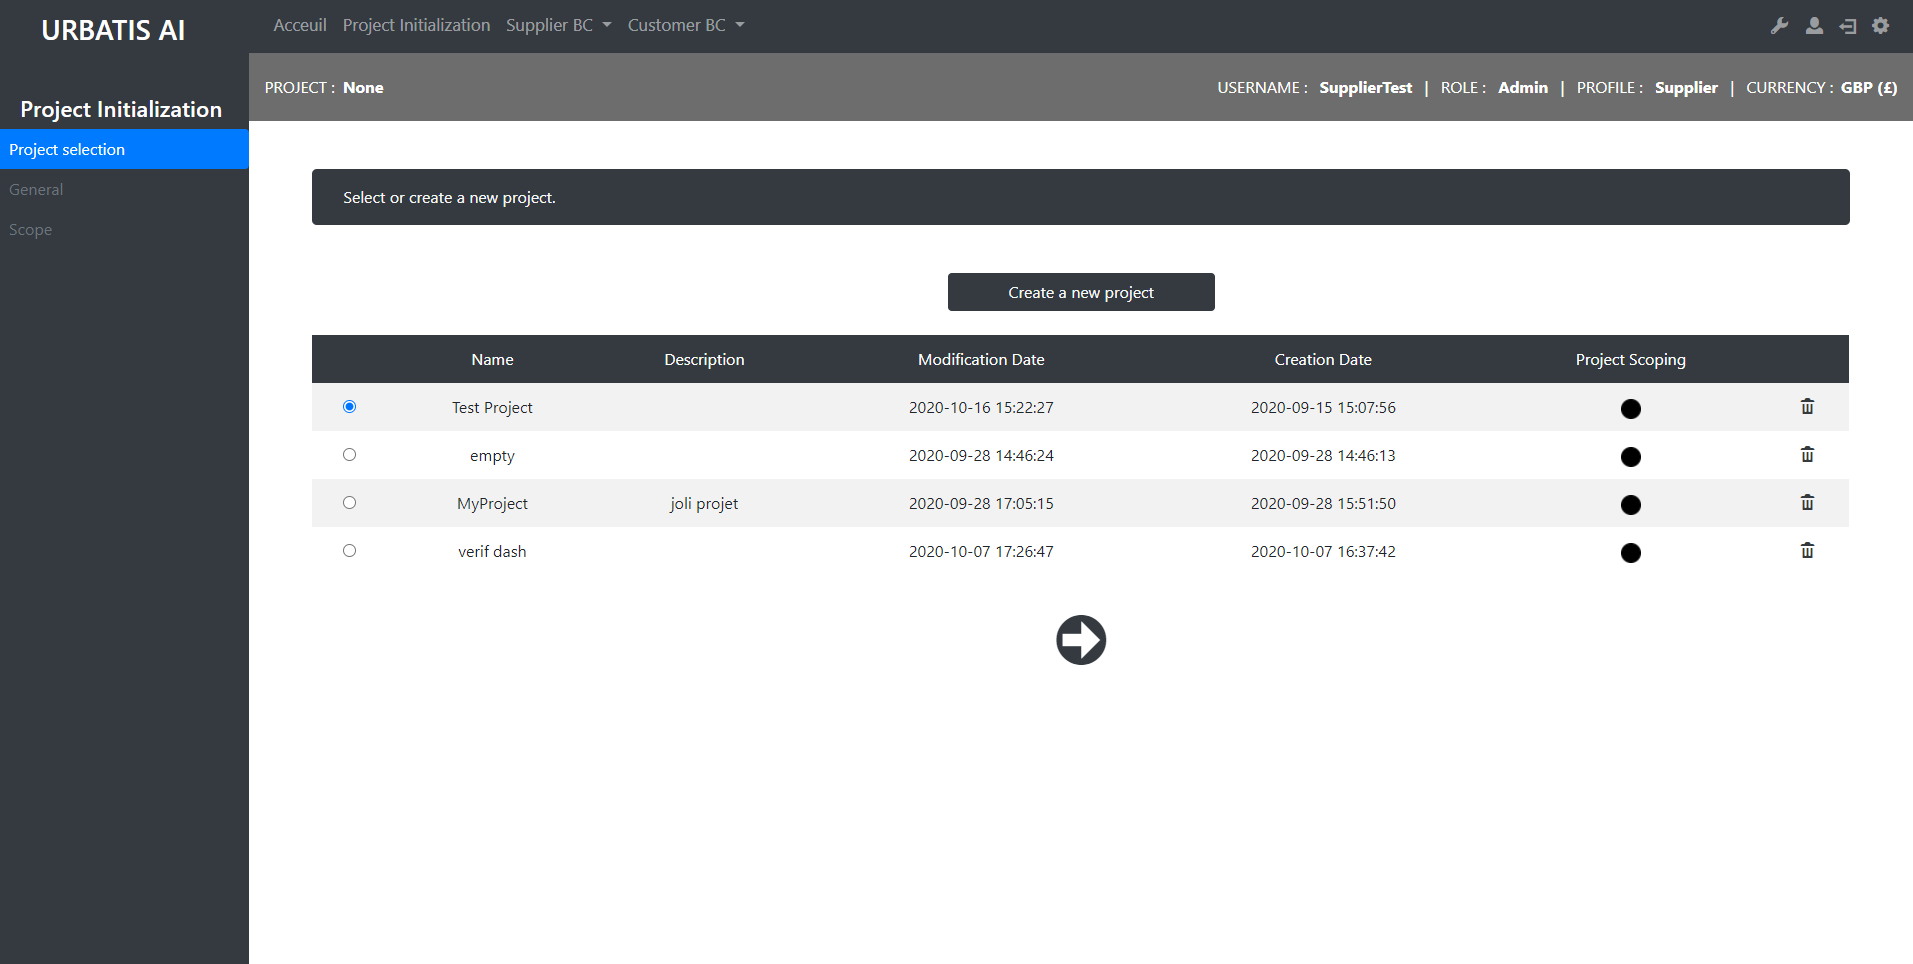 URBATIS AI
Acceuil Project Initialization Supplier BC Customer BC
PROJECT : None
USERNAME : SupplierTest | ROLE : Admin | PROFILE : Supplier | CURRENCY : GBP (£)
Project Initialization
Project selection
General
Scope
Select or create a new project.
Create a new project
Name Description Modification Date Creation Date Project Scoping
Test Project 2020-10-16 15:22:27 2020-09-15 15:07:56
empty 2020-09-28 14:46:24 2020-09-28 14:46:13
MyProject joli projet 2020-09-28 17:05:15 2020-09-28 15:51:50
verif dash 2020-10-07 17:26:47 2020-10-07 16:37:42